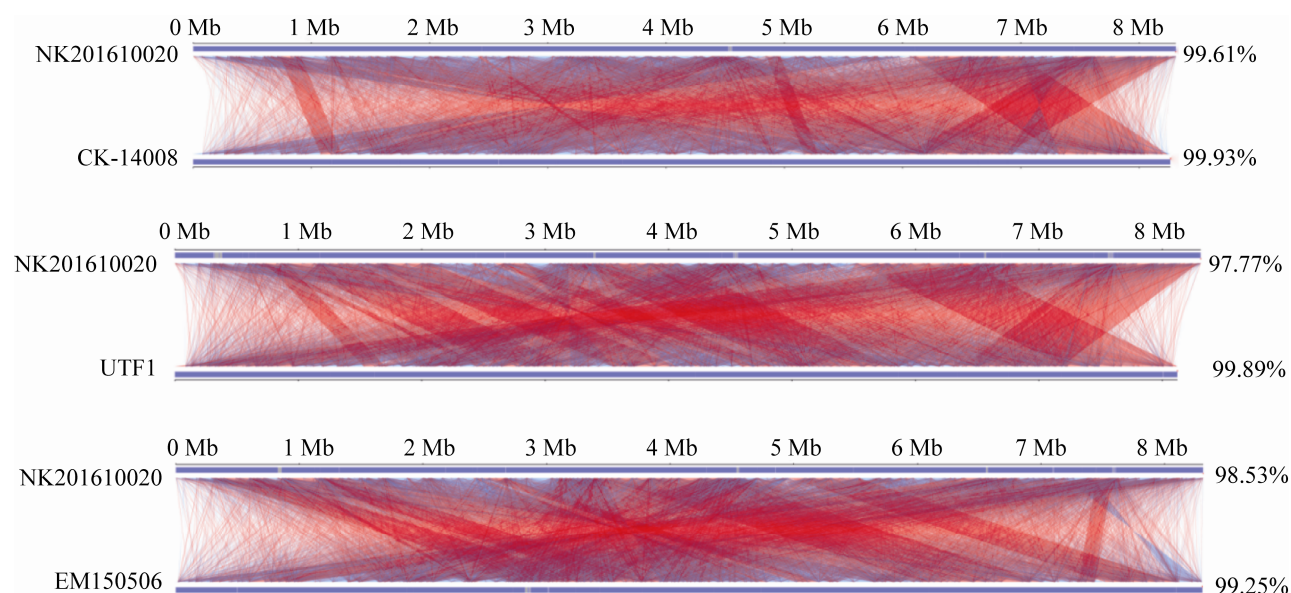 0 Mb 1 Mb 2 Mb 3 Mb 4 Mb 5 Mb 6 Mb 7 Mb 8 Mb
NK201610020 99.61%
CK-14008 99.93%
0 Mb 1 Mb 2 Mb 3 Mb 4 Mb 5 Mb 6 Mb 7 Mb 8 Mb
NK201610020 97.77%
UTF1 99.89%
0 Mb 1 Mb 2 Mb 3 Mb 4 Mb 5 Mb 6 Mb 7 Mb 8 Mb
NK201610020 98.53%
EM150506 99.25%